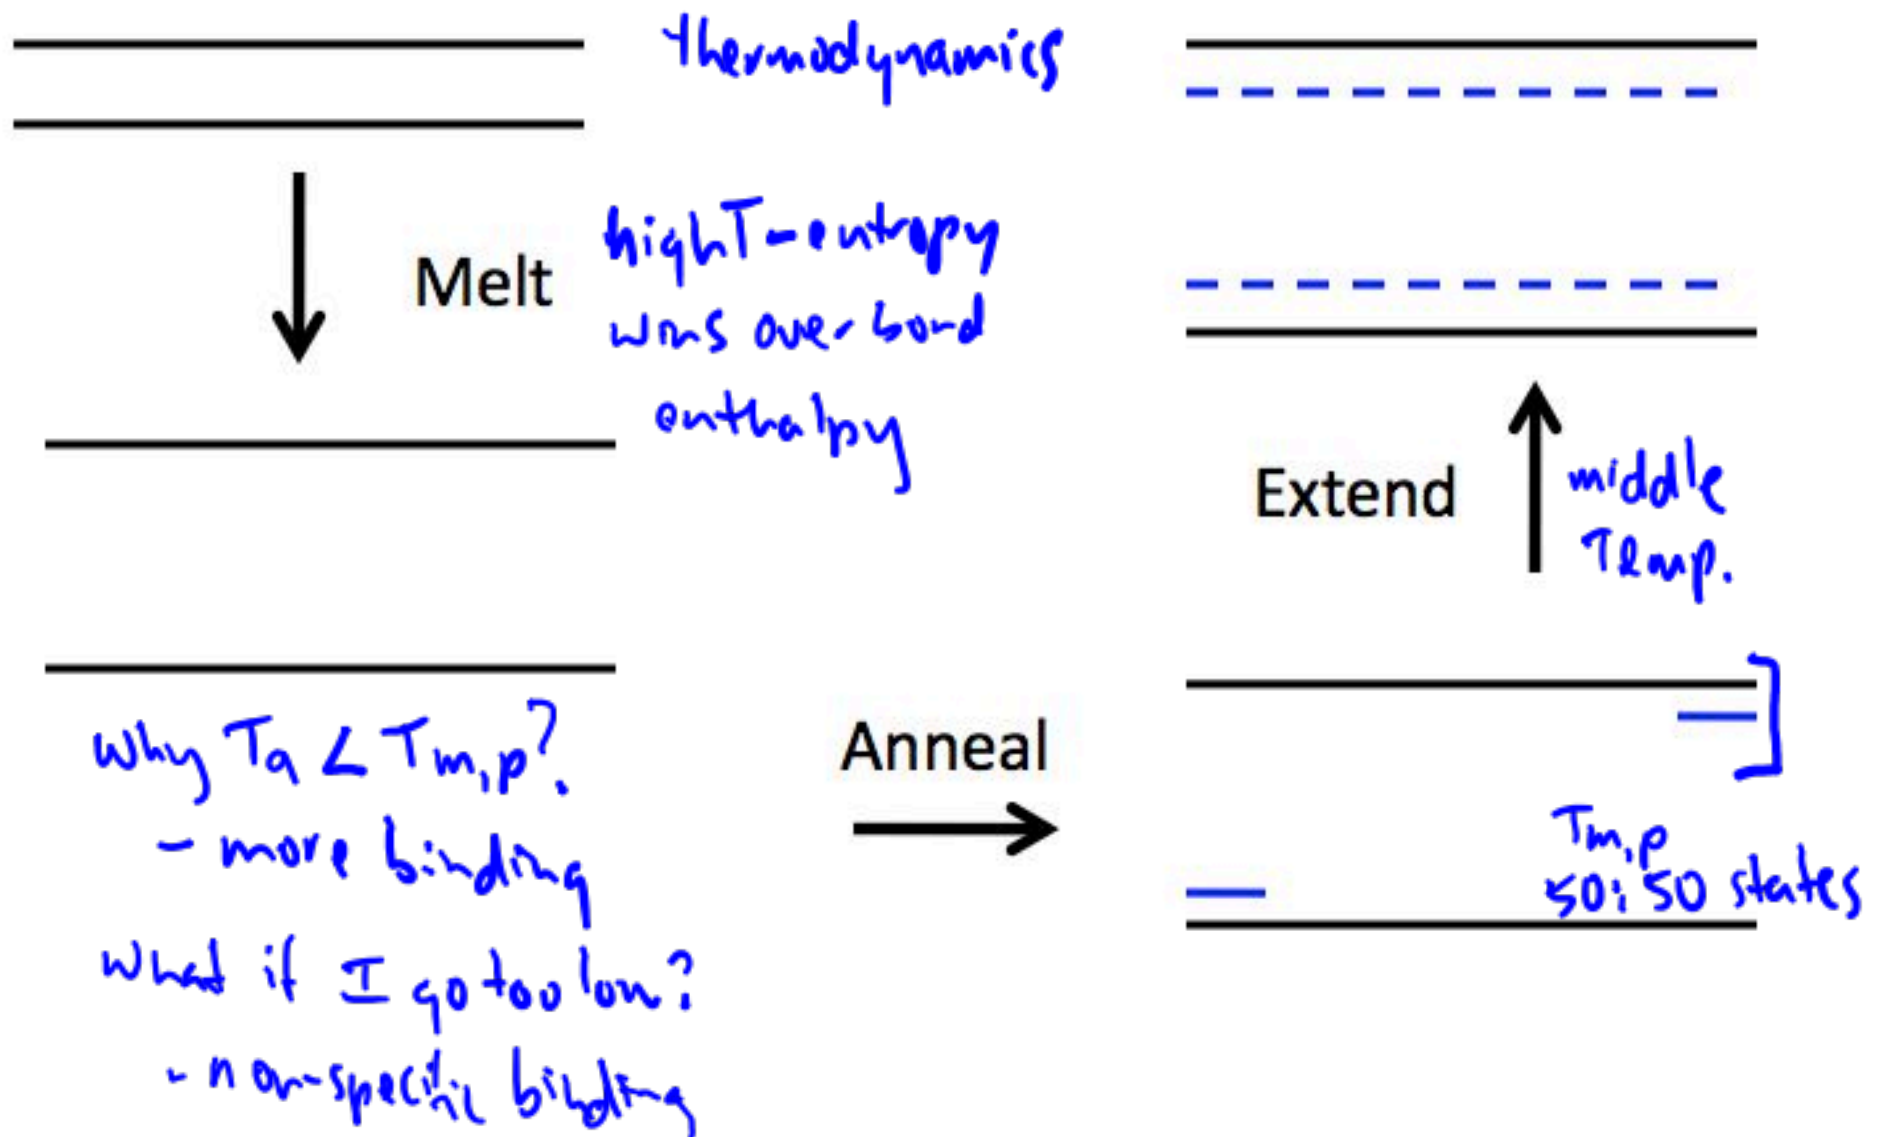 thermodynamics
Melt
high T - entropy
wins over bond
enthalpy
Why Ta < Tm,p?
- more binding
What if I go too low?
- non-specific binding
Anneal
Extend
middle
Temp.
Tm,p
50:50 states